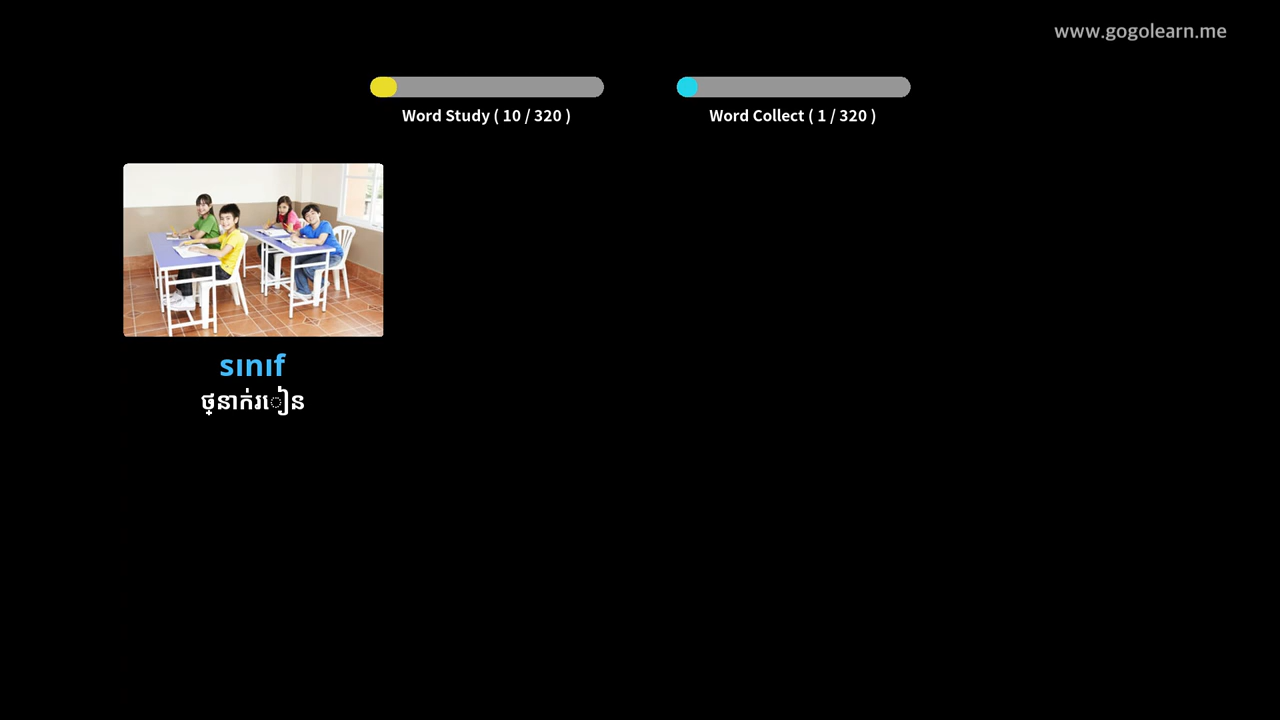 www.gogolearn.me
Word Study ( 10 / 320 )
Word Collect ( 1 / 320 )
sınıf
ថ្នាក់រៀន